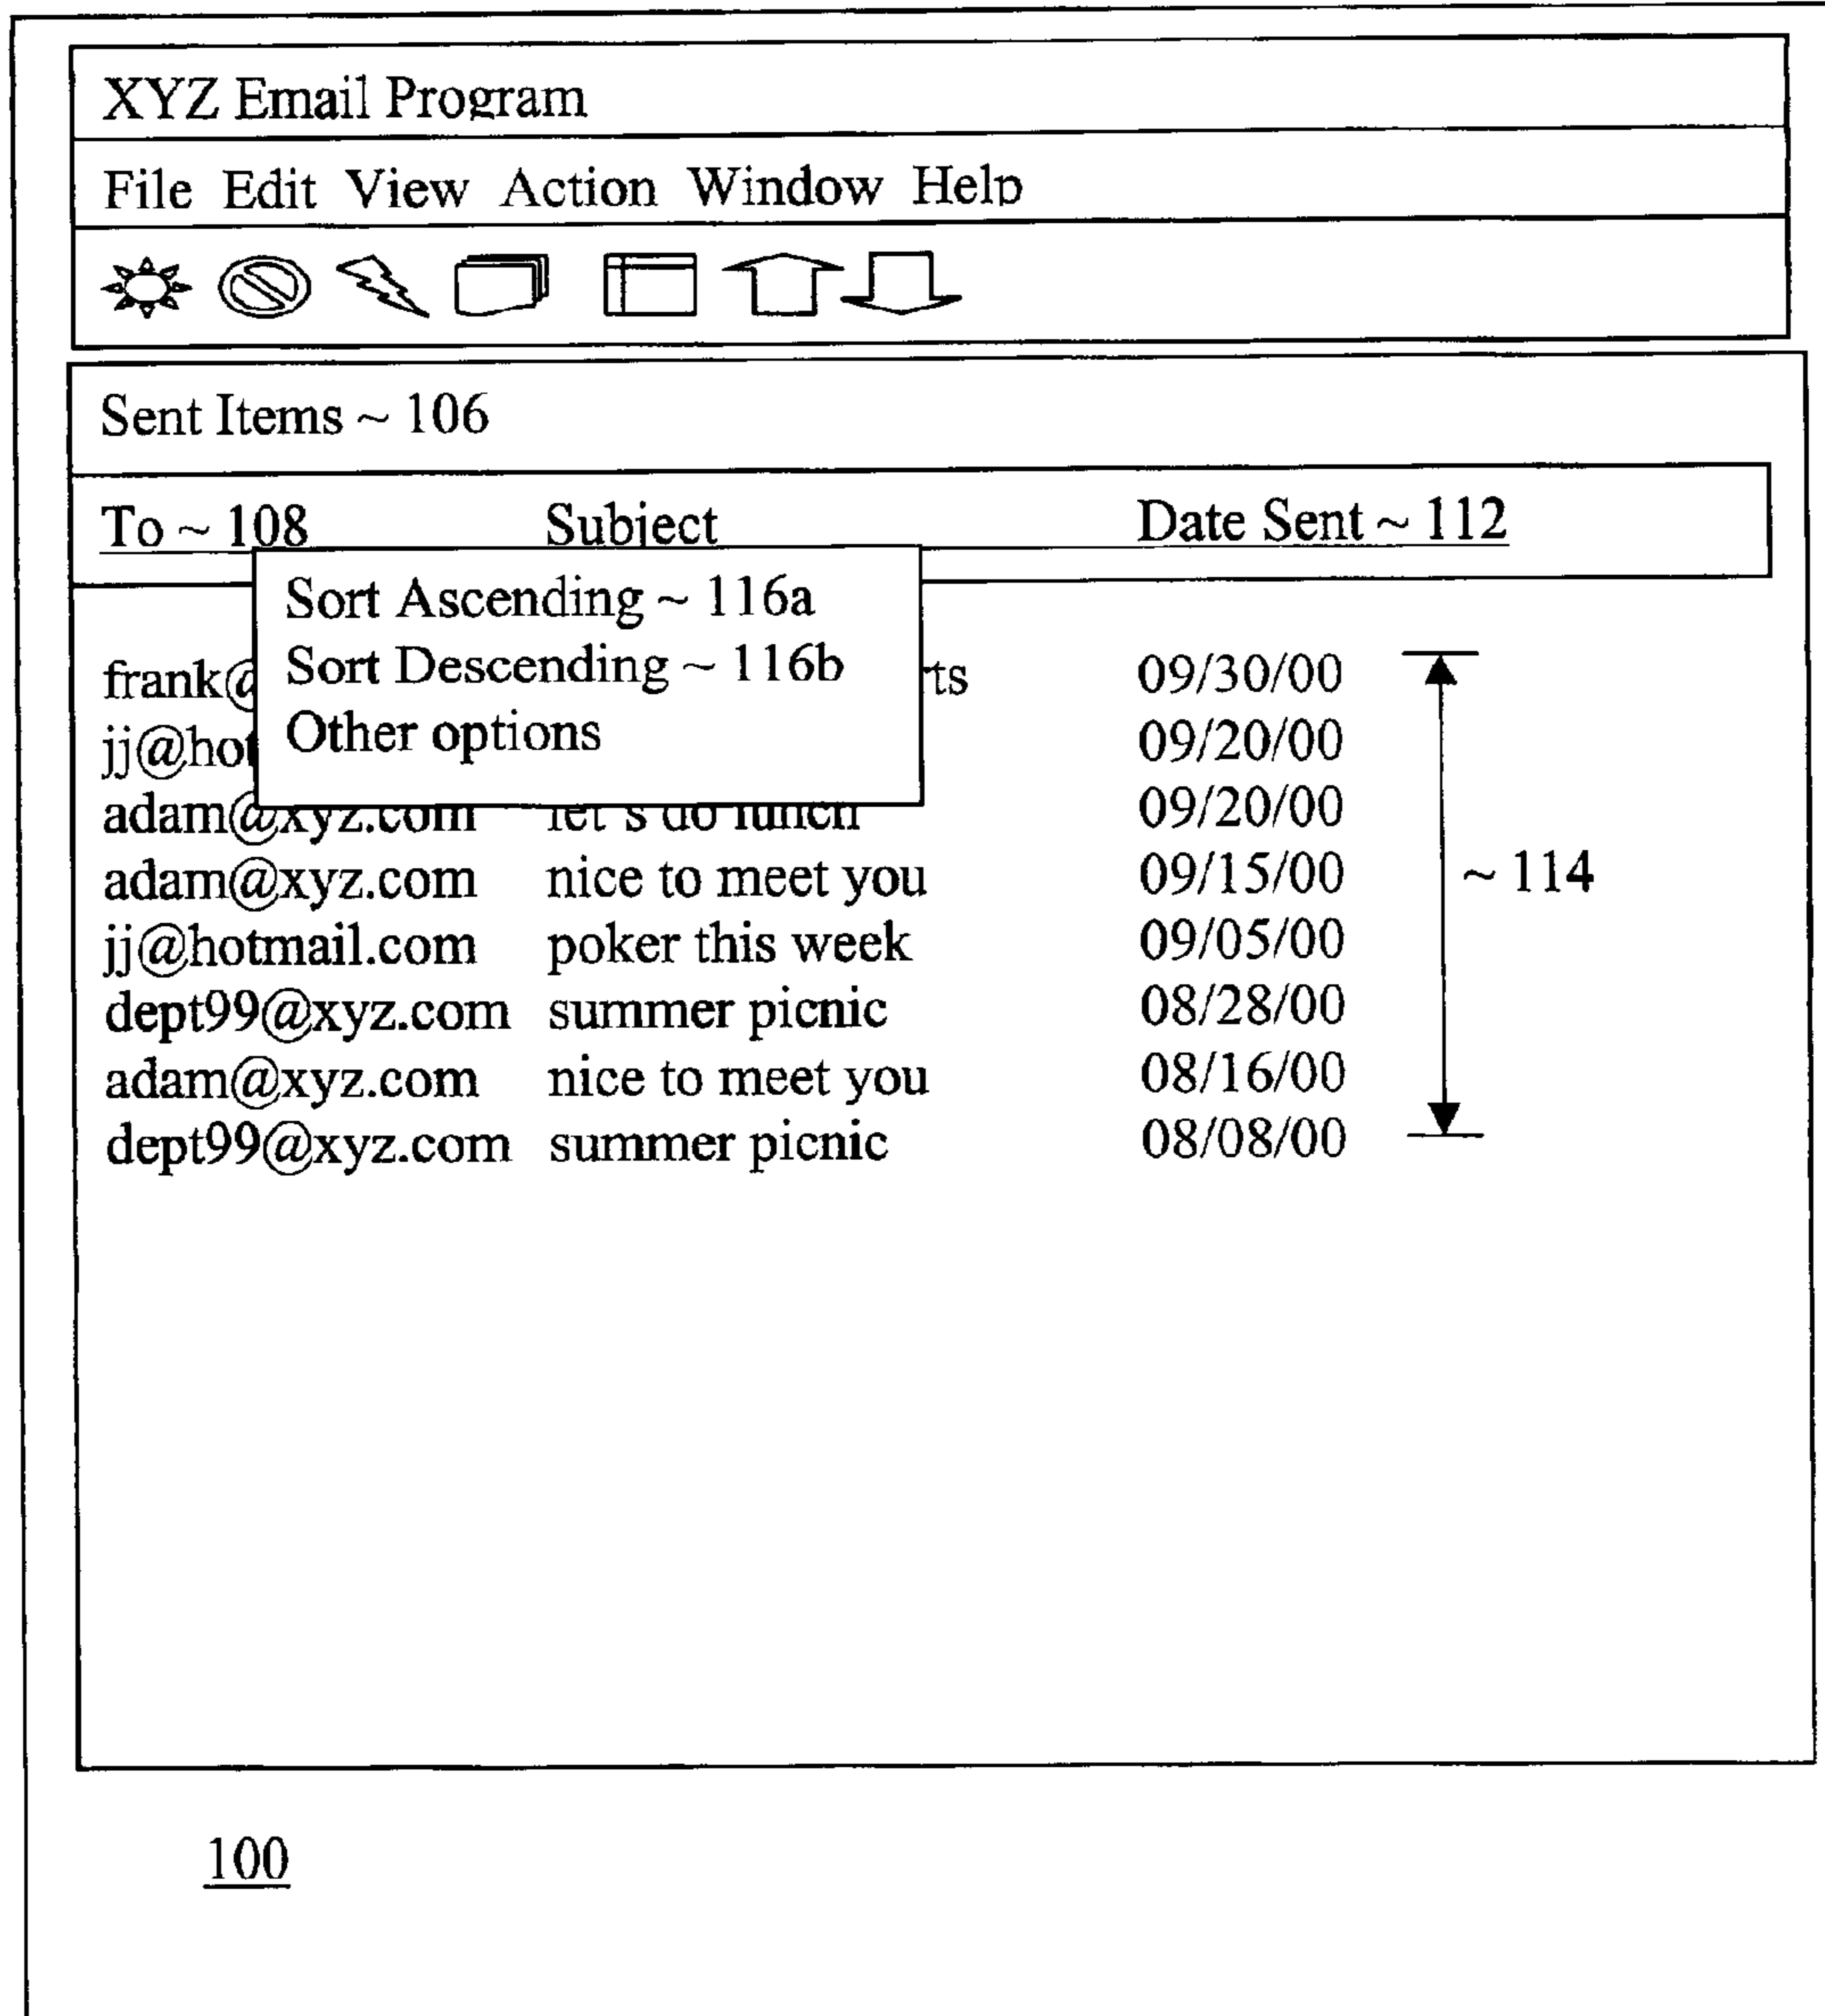 XYZ Email Program
File Edit View Action Window Help
Sent Items ~ 106
To ~ 108 Subject Date Sent ~ 112
Sort Ascending ~ 116a
frank@ Sort Descending ~ 116b ts 09/30/00
jj@hot Other options 09/20/00
adam@xyz.com let's do lunch 09/20/00
adam@xyz.com nice to meet you 09/15/00 ~ 114
jj@hotmail.com poker this week 09/05/00
dept99@xyz.com summer picnic 08/28/00
adam@xyz.com nice to meet you 08/16/00
dept99@xyz.com summer picnic 08/08/00
100